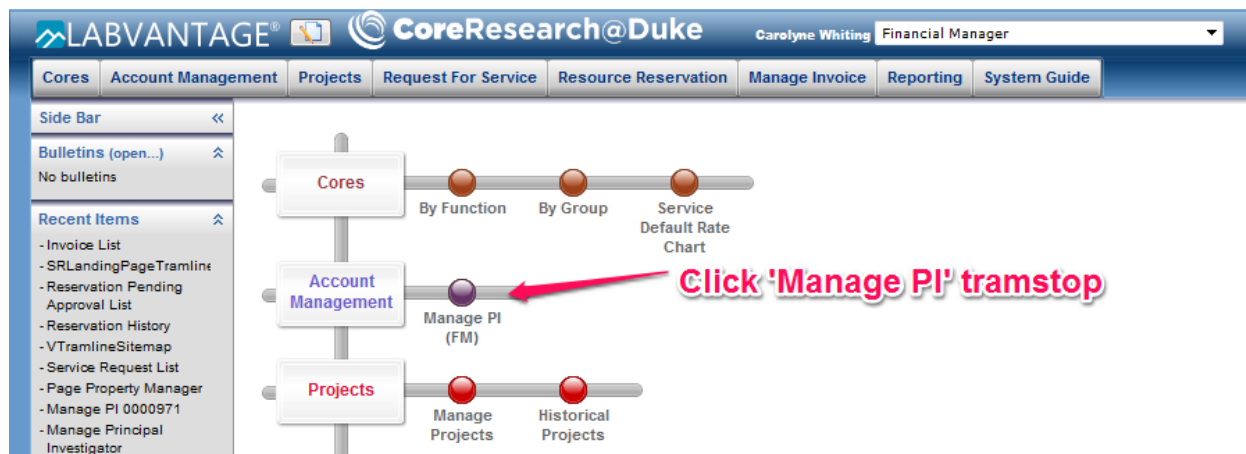 LABVANTAGE® CoreResearch@Duke Carolyne Whiting Financial Manager
Cores Account Management Projects Request For Service Resource Reservation Manage Invoice Reporting System Guide
Side Bar
Bulletins (open...)
No bulletins
Recent Items
- Invoice List
- SRLandingPageTramline
- Reservation Pending
Approval List
- Reservation History
- VTramlineSitemap
- Service Request List
- Page Property Manager
- Manage PI 0000971
- Manage Principal
Investigator
Cores
By Function
By Group
Service
Default Rate
Chart
Account
Management
Manage PI
(FM)
Click 'Manage PI' tramstop
Projects
Manage
Projects
Historical
Projects